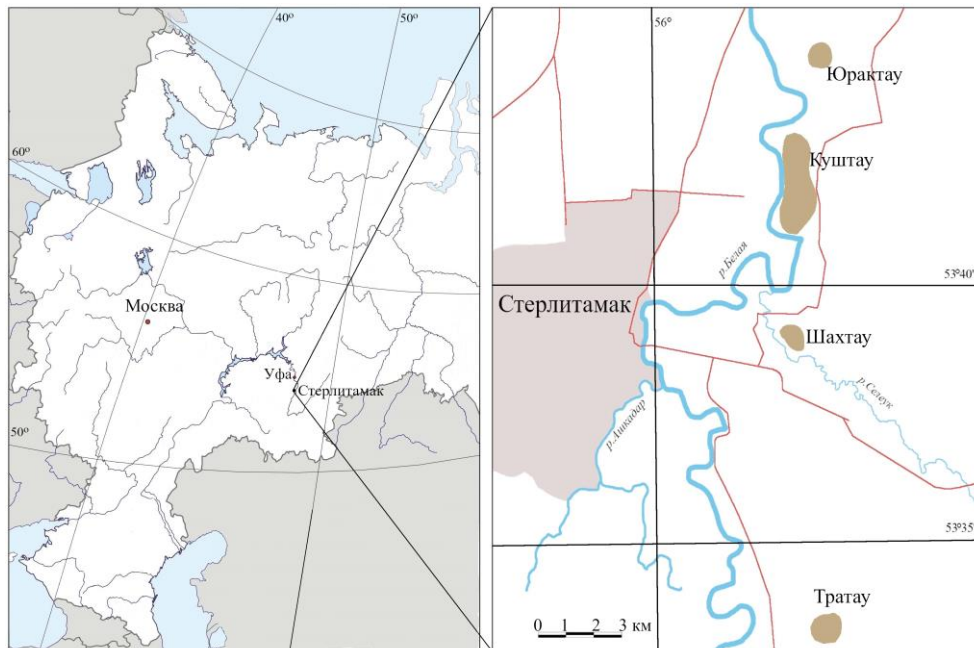 40º
50º
60º
Москва
Уфа
Стерлитамак
50º
56º
Юрактау
Куштау
р.Белая
53º40'
Стерлитамак
Шахтау
р.Селеук
р.Ашкадар
53º35'
Тратау
0 1 2 3 км